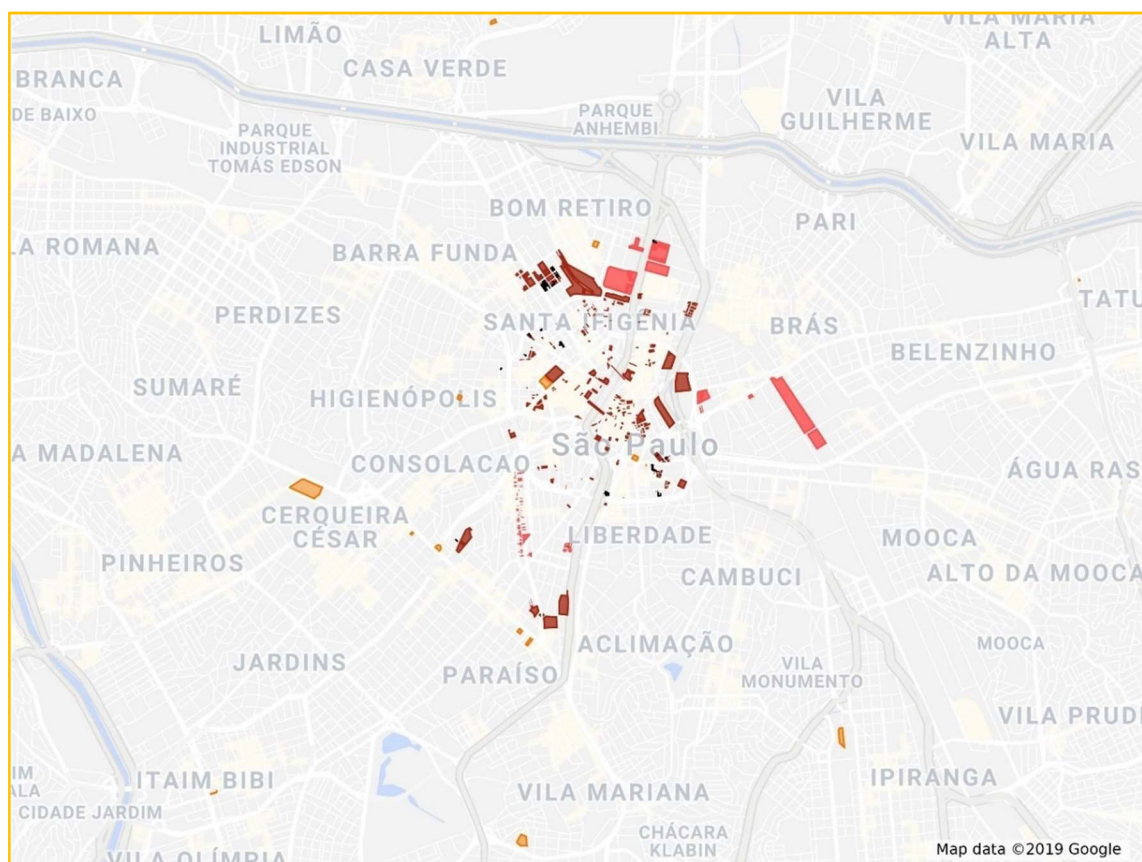 LIMÃO
VILA MARIA
ALTA
BRANCA
CASA VERDE
DE BAIXO
PARQUE
ANHEMBI
VILA
GUILHERME
PARQUE
INDUSTRIAL
TOMÁS EDSON
VILA MARIA
BOM RETIRO
PARI
LA ROMANA
BARRA FUNDA
TATU
PERDIZES
SANTA IFIGÊNIA
BRÁS
BELENZINHO
SUMARÉ
HIGIENÓPOLIS
São Paulo
A MADALENA
CONSOLACAO
ÁGUA RAS
CERQUEIRA
CÉSAR
LIBERDADE
MOOCA
PINHEIROS
CAMBUCI
ALTO DA MOOCA
ACLIMAÇÃO
MOOCA
JARDINS
PARAÍSO
VILA
MONUMENTO
VILA PRUD
IM
ALA
ITAIM BIBI
IPIRANGA
CIDADE JARDIM
VILA MARIANA
CHÁCARA
KLABIN
VILA OLÍMPIA
Map data ©2019 Google